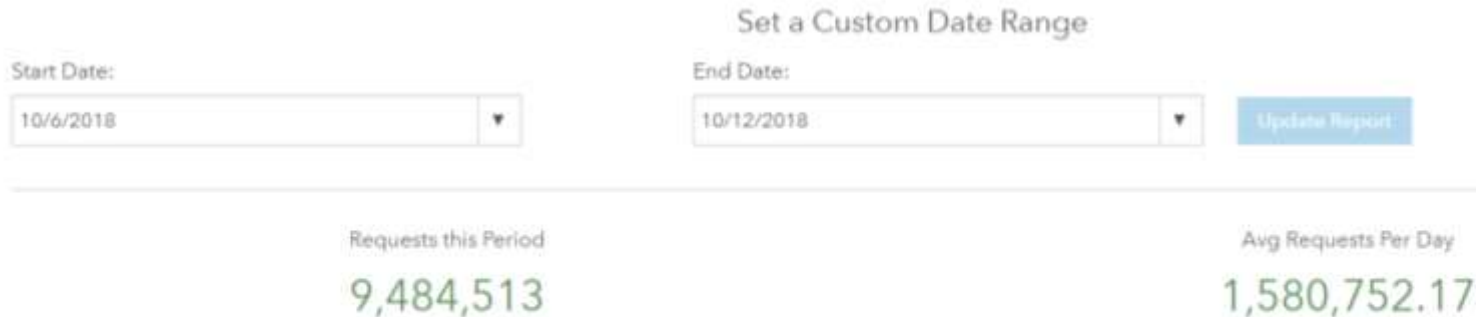 Set a Custom Date Range
Start Date:
End Date:
10/6/2018
10/12/2018
Update Report
Requests this Period
Avg Requests Per Day
9,484,513
1,580,752.17